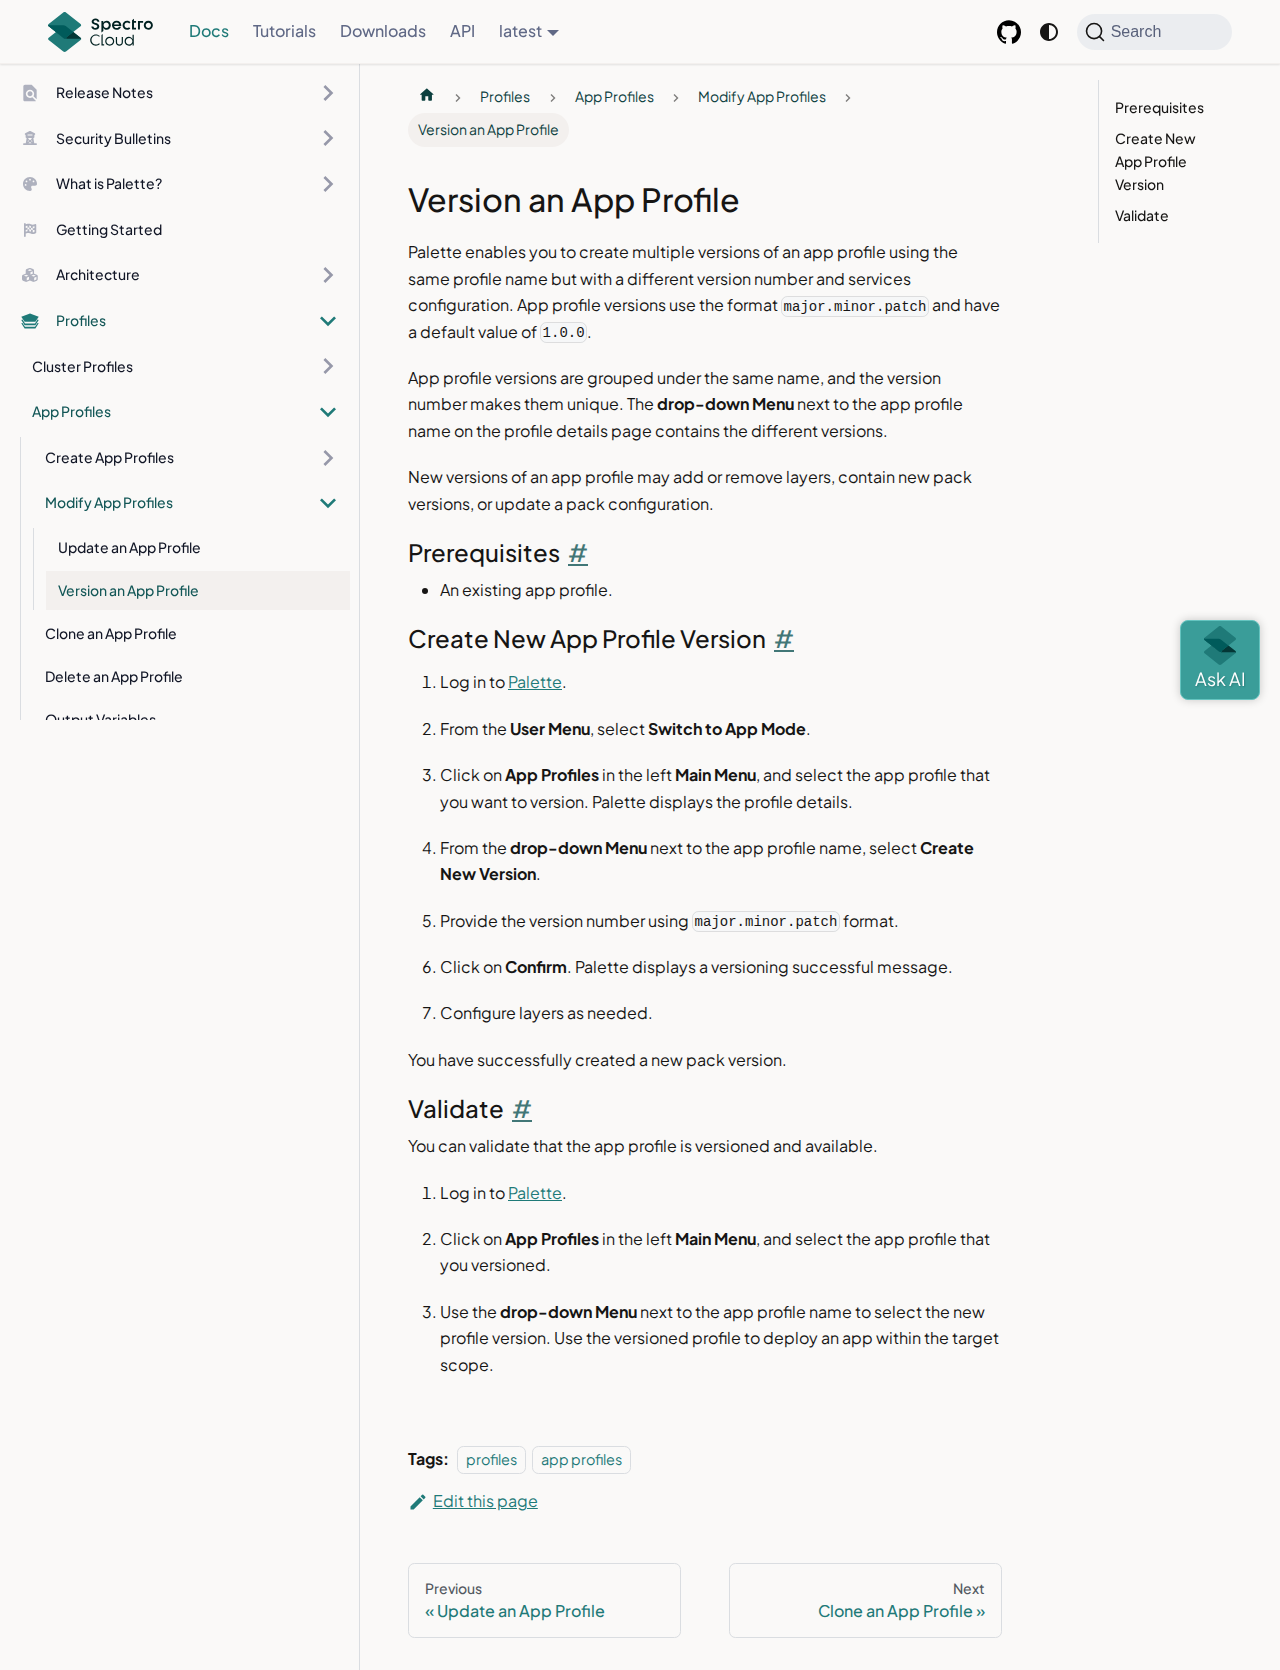 Spectro Cloud
Docs
Tutorials
Downloads
API
latest
Search
Release Notes
Security Bulletins
What is Palette?
Getting Started
Architecture
Profiles
Cluster Profiles
App Profiles
Create App Profiles
Modify App Profiles
Update an App Profile
Version an App Profile
Clone an App Profile
Delete an App Profile
Output Variables
Profiles
App Profiles
Modify App Profiles
Version an App Profile
Version an App Profile
Palette enables you to create multiple versions of an app profile using the
same profile name but with a different version number and services
configuration. App profile versions use the format major.minor.patch and have
a default value of 1.0.0.
App profile versions are grouped under the same name, and the version
number makes them unique. The drop-down Menu next to the app profile
name on the profile details page contains the different versions.
New versions of an app profile may add or remove layers, contain new pack
versions, or update a pack configuration.
Prerequisites #
An existing app profile.
Create New App Profile Version #
1. Log in to Palette.
2. From the User Menu, select Switch to App Mode.
3. Click on App Profiles in the left Main Menu, and select the app profile that
you want to version. Palette displays the profile details.
4. From the drop-down Menu next to the app profile name, select Create
New Version.
5. Provide the version number using major.minor.patch format.
6. Click on Confirm. Palette displays a versioning successful message.
7. Configure layers as needed.
You have successfully created a new pack version.
Validate #
You can validate that the app profile is versioned and available.
1. Log in to Palette.
2. Click on App Profiles in the left Main Menu, and select the app profile that
you versioned.
3. Use the drop-down Menu next to the app profile name to select the new
profile version. Use the versioned profile to deploy an app within the target
scope.
Tags: profiles app profiles
Edit this page
Previous
« Update an App Profile
Next
Clone an App Profile »
Prerequisites
Create New
App Profile
Version
Validate
Ask AI